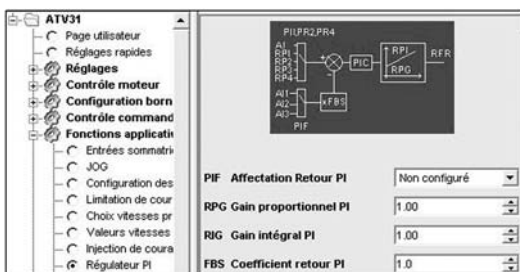 ATV31
Page utilisateur
Réglages rapides
Réglages
Contrôle moteur
Configuration born
Contrôle command
Fonctions applicati
Entrées sommatri
JOG
Configuration des
Limitation de cour
Choix vitesses pr
Valeurs vitesses
Injection de coura
Régulateur PI
PII,PR2,PR4
AI
RPI
RP2
RP3
RP4
PIC
RPI
RPG
RFR
AI1
AI2
AI3
xFBS
PIF
PIF Affectation Retour PI Non configuré
RPG Gain proportionnel PI 1.00
RIG Gain intégral PI 1.00
FBS Coefficient retour PI 1.0